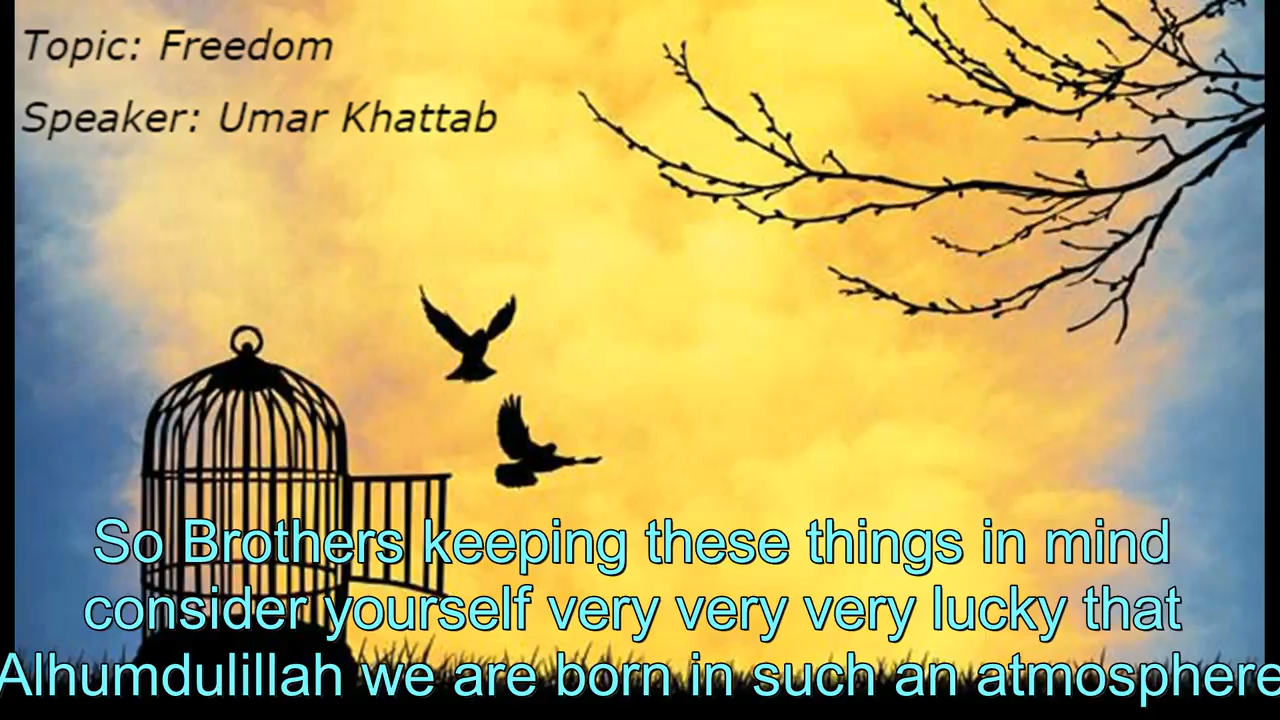 Topic: Freedom
Speaker: Umar Khattab
So Brothers keeping these things in mind
consider yourself very very very lucky that
Alhumdulillah we are born in such an atmosphere